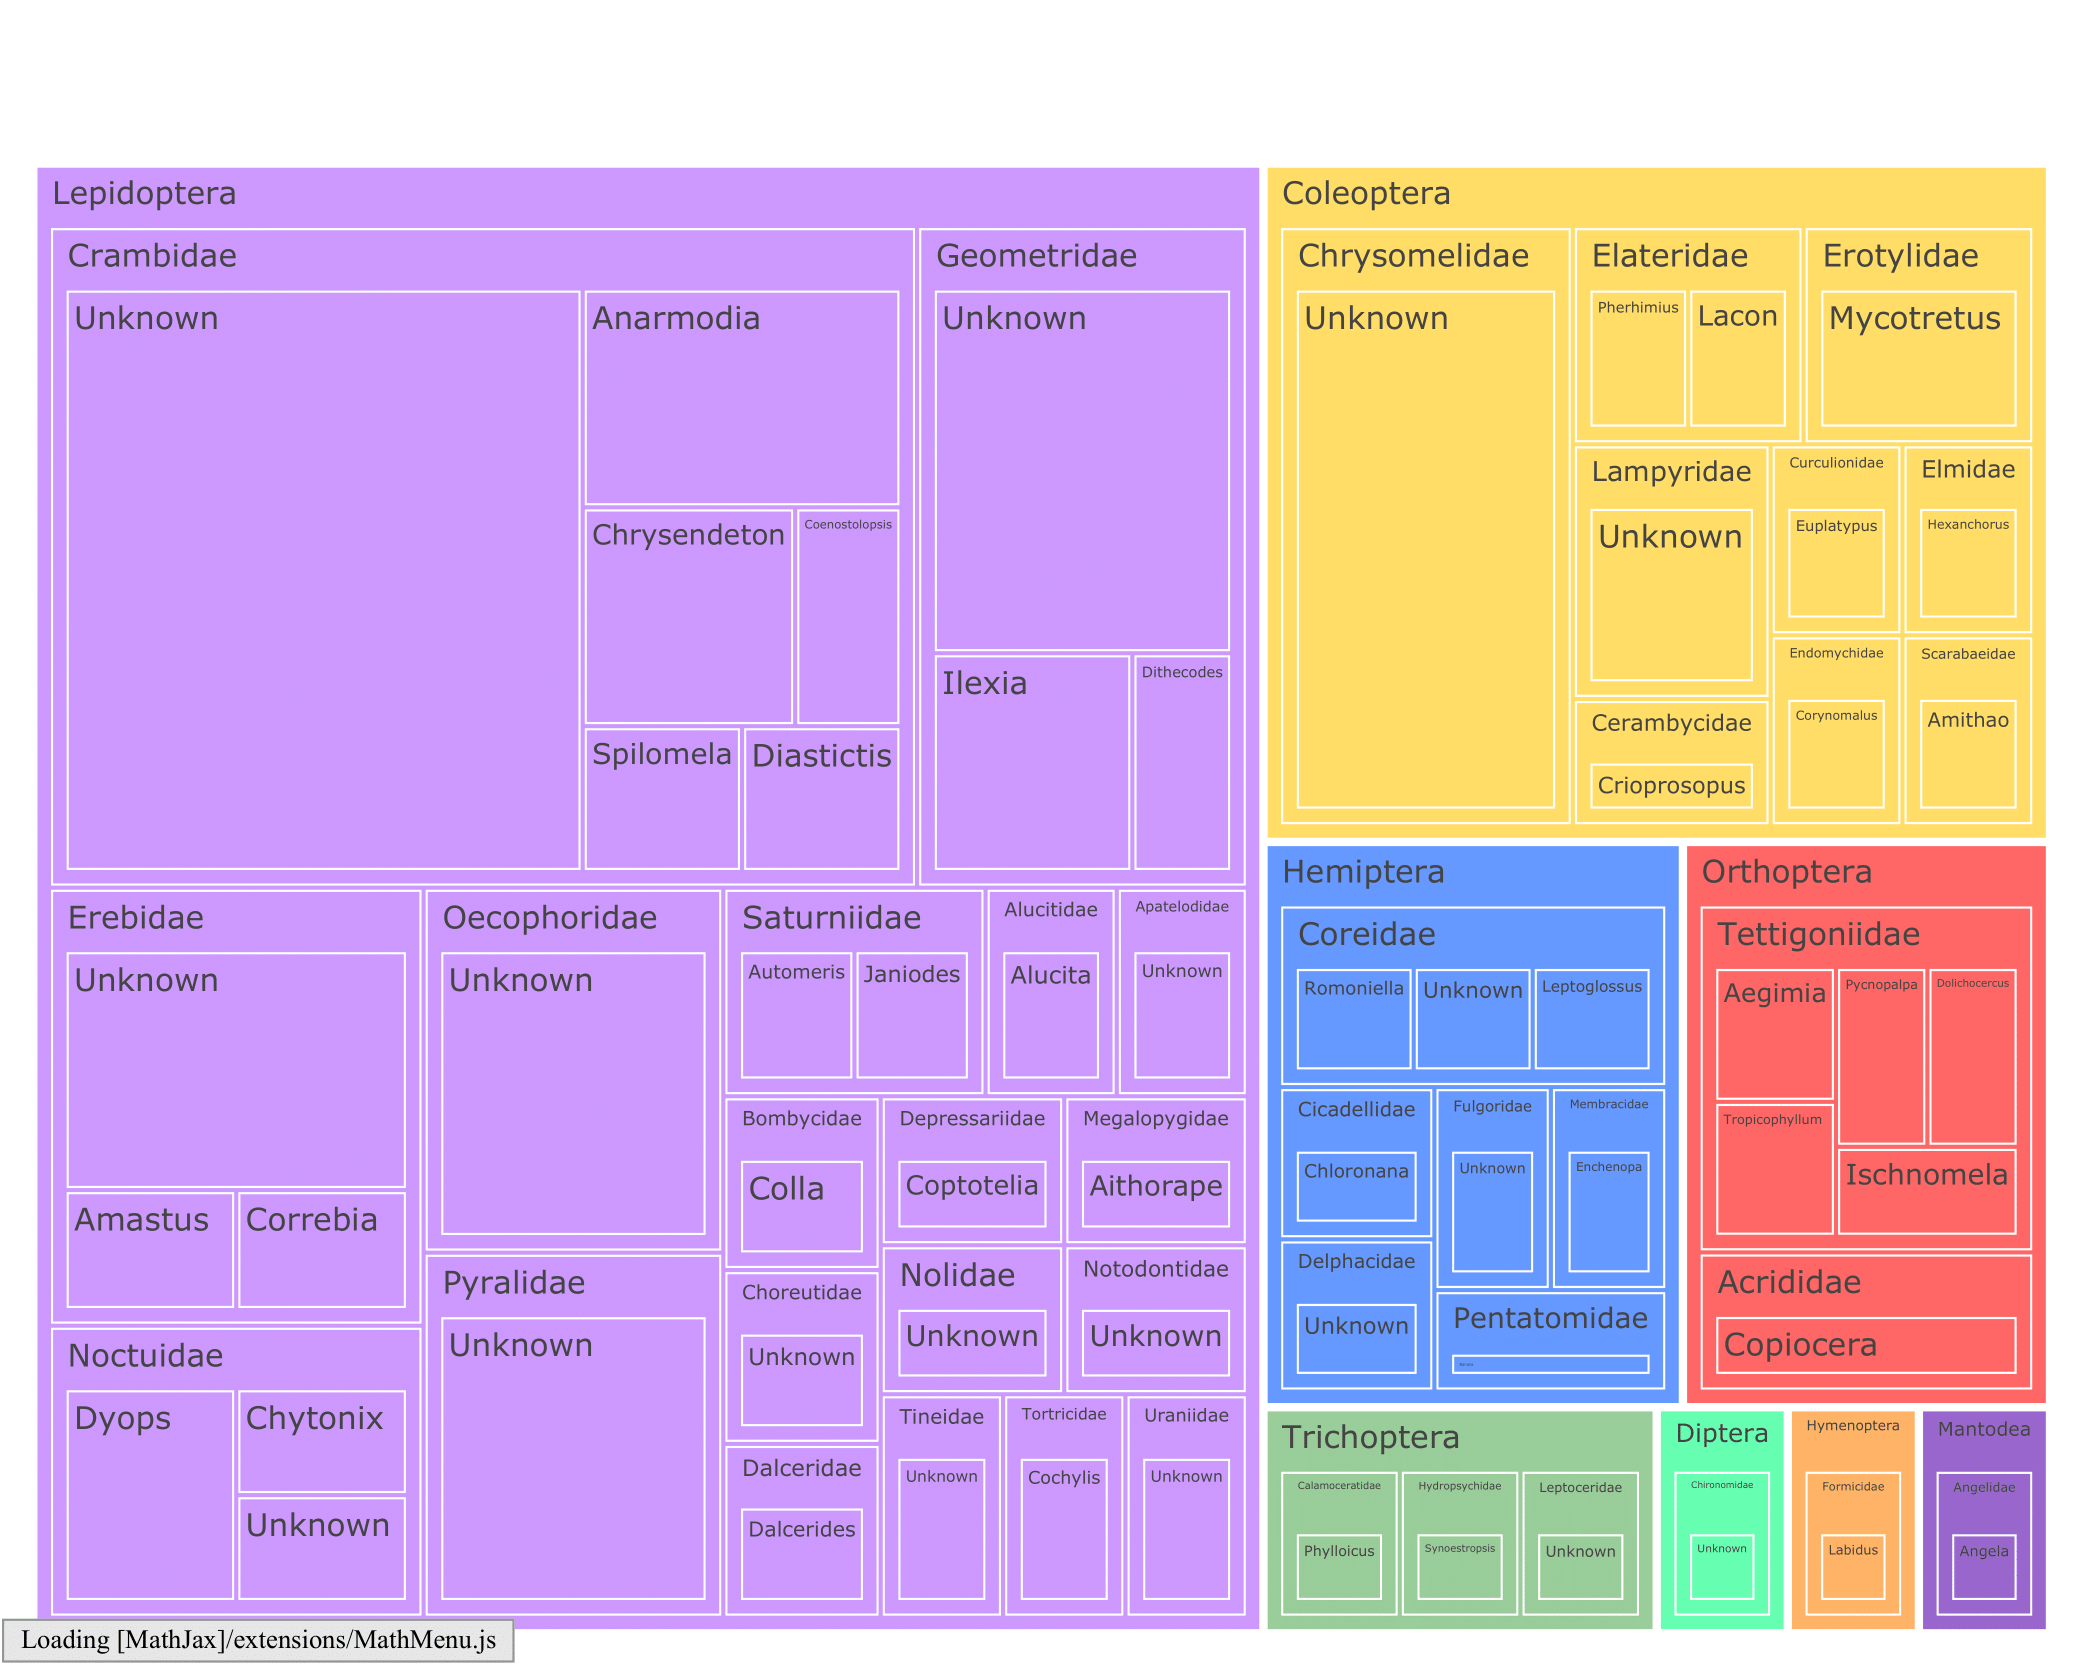 Lepidoptera
Crambidae
Unknown
Anarmodia
Chrysendeton
Coenostolopsis
Spilomela
Diastictis
Geometridae
Unknown
Ilexia
Dithecodes
Erebidae
Unknown
Amastus
Correbia
Noctuidae
Dyops
Chytonix
Unknown
Oecophoridae
Unknown
Pyralidae
Unknown
Saturniidae
Automeris
Janiodes
Alucitidae
Alucita
Apatelodidae
Unknown
Bombycidae
Colla
Choreutidae
Unknown
Dalceridae
Dalcerides
Depressariidae
Coptotelia
Megalopygidae
Aithorape
Nolidae
Unknown
Notodontidae
Unknown
Tineidae
Unknown
Tortricidae
Cochylis
Uraniidae
Unknown
Coleoptera
Chrysomelidae
Unknown
Elateridae
Pherhimius
Lacon
Erotylidae
Mycotretus
Lampyridae
Unknown
Cerambycidae
Crioprosopus
Curculionidae
Euplatypus
Elmidae
Hexanchorus
Endomychidae
Corynomalus
Scarabaeidae
Amithao
Hemiptera
Coreidae
Romoniella
Unknown
Leptoglossus
Cicadellidae
Chloronana
Delphacidae
Unknown
Fulgoridae
Unknown
Membracidae
Enchenopa
Pentatomidae
Orthoptera
Tettigoniidae
Aegimia
Pycnopalpa
Dolichocercus
Tropicophyllum
Ischnomela
Acrididae
Copiocera
Trichoptera
Calamoceratidae
Phylloicus
Hydropsychidae
Synoestropsis
Leptoceridae
Unknown
Diptera
Chironomidae
Unknown
Hymenoptera
Formicidae
Labidus
Mantodea
Angelidae
Angela
Loading [MathJax]/extensions/MathMenu.js